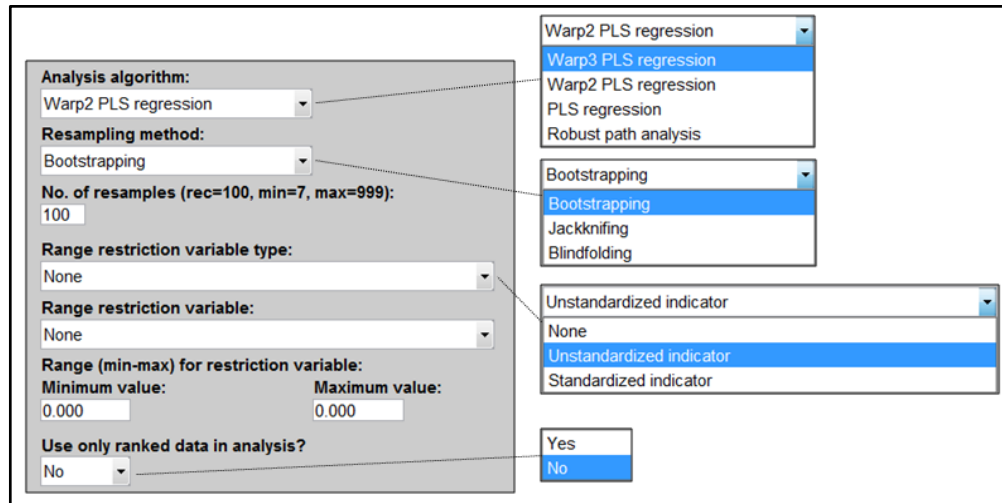 Analysis algorithm:
Warp2 PLS regression
Resampling method:
Bootstrapping
No. of resamples (rec=100, min=7, max=999):
100
Range restriction variable type:
None
Range restriction variable:
None
Range (min-max) for restriction variable:
Minimum value: Maximum value:
0.000 0.000
Use only ranked data in analysis?
No
Warp2 PLS regression
Warp3 PLS regression
Warp2 PLS regression
PLS regression
Robust path analysis
Bootstrapping
Bootstrapping
Jackknifing
Blindfolding
Unstandardized indicator
None
Unstandardized indicator
Standardized indicator
Yes
No